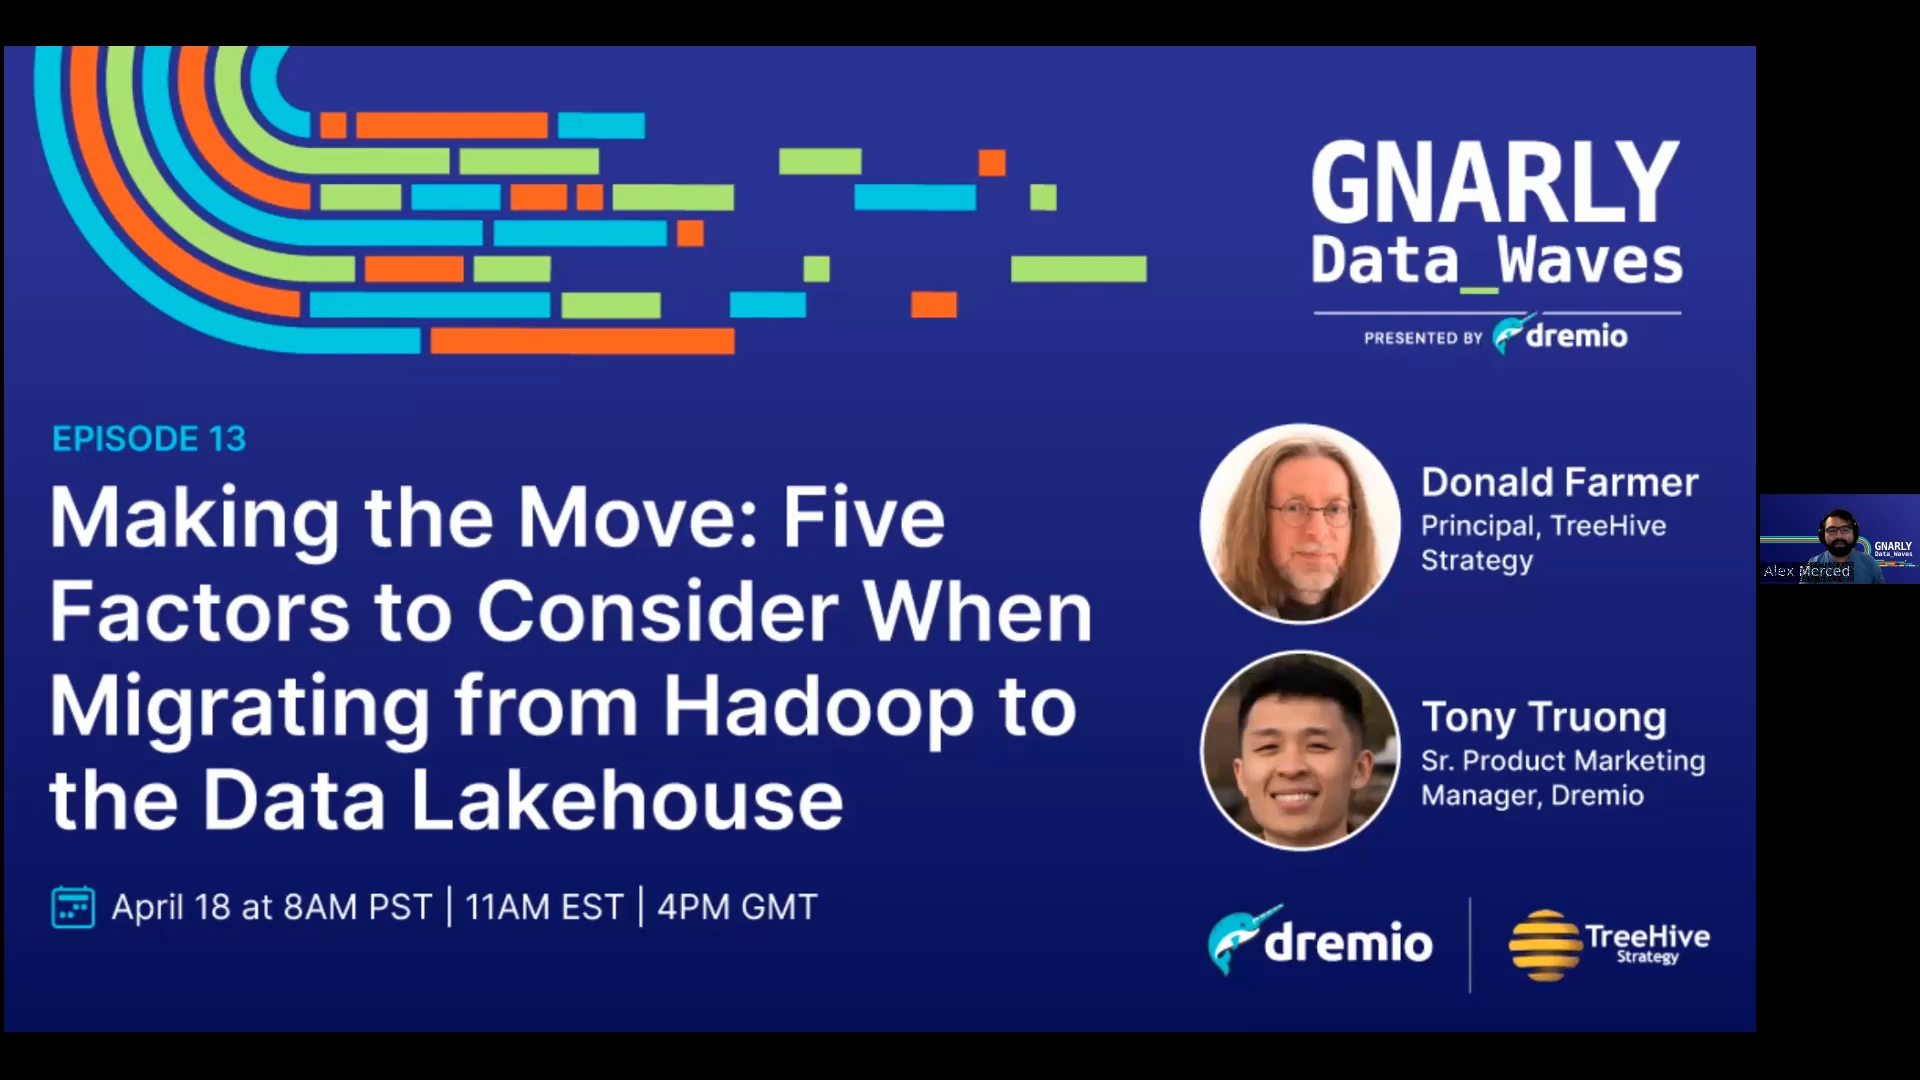 GNARLY
Data_Waves
PRESENTED BY dremio
EPISODE 13
Making the Move: Five
Factors to Consider When
Migrating from Hadoop to
the Data Lakehouse
April 18 at 8AM PST | 11AM EST | 4PM GMT
Donald Farmer
Principal, TreeHive
Strategy
Tony Truong
Sr. Product Marketing
Manager, Dremio
dremio
TreeHive
Strategy
GNARLY
Data_Waves
Alex Merced